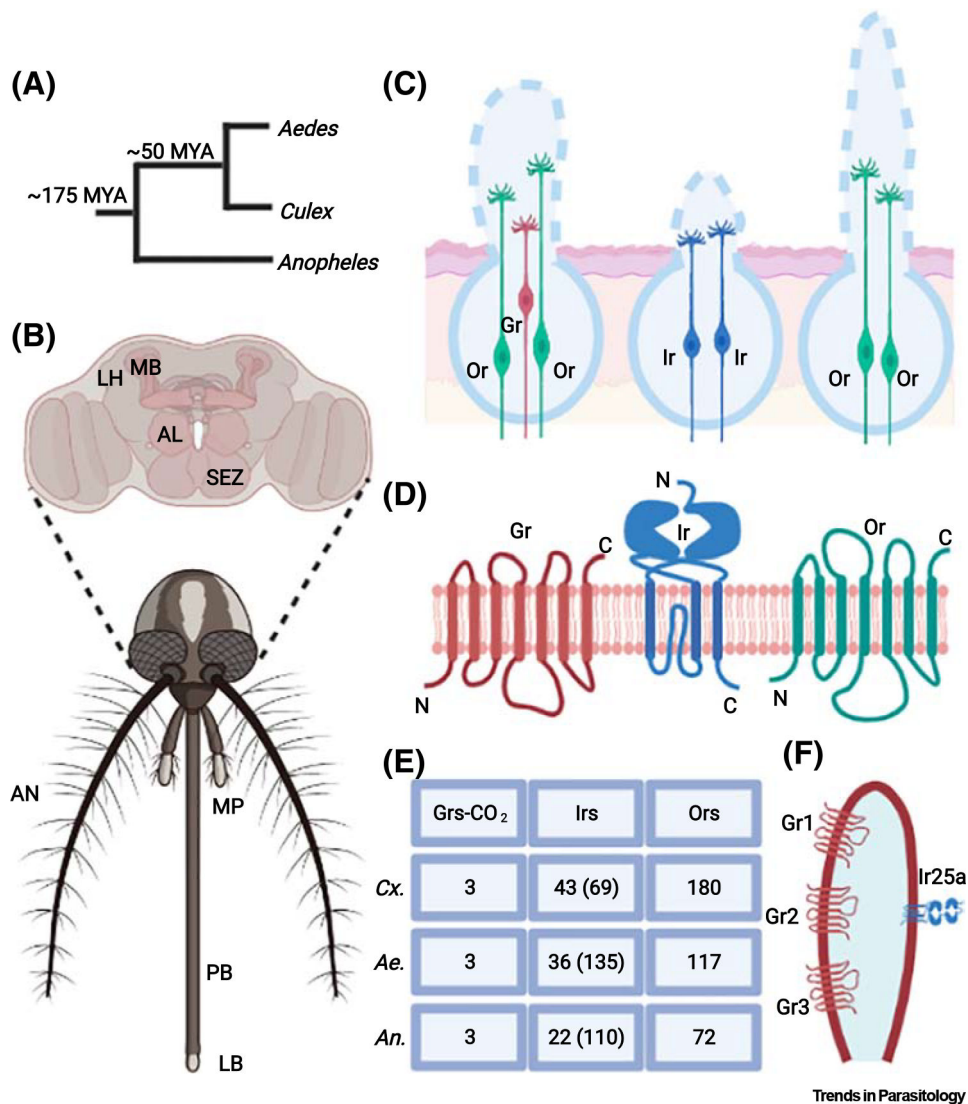 (A)
~175 MYA
~50 MYA
Aedes
Culex
Anopheles
(B)
LH
MB
AL
SEZ
AN
MP
PB
LB
(C)
Or
Gr
Or
Ir
Ir
Or
Or
(D)
Gr
N
C
N
Ir
C
Or
N
C
(E)
Grs-CO₂ Irs Ors
Cx. 3 43 (69) 180
Ae. 3 36 (135) 117
An. 3 22 (110) 72
(F)
Gr1
Ir25a
Gr2
Gr3
Trends in Parasitology